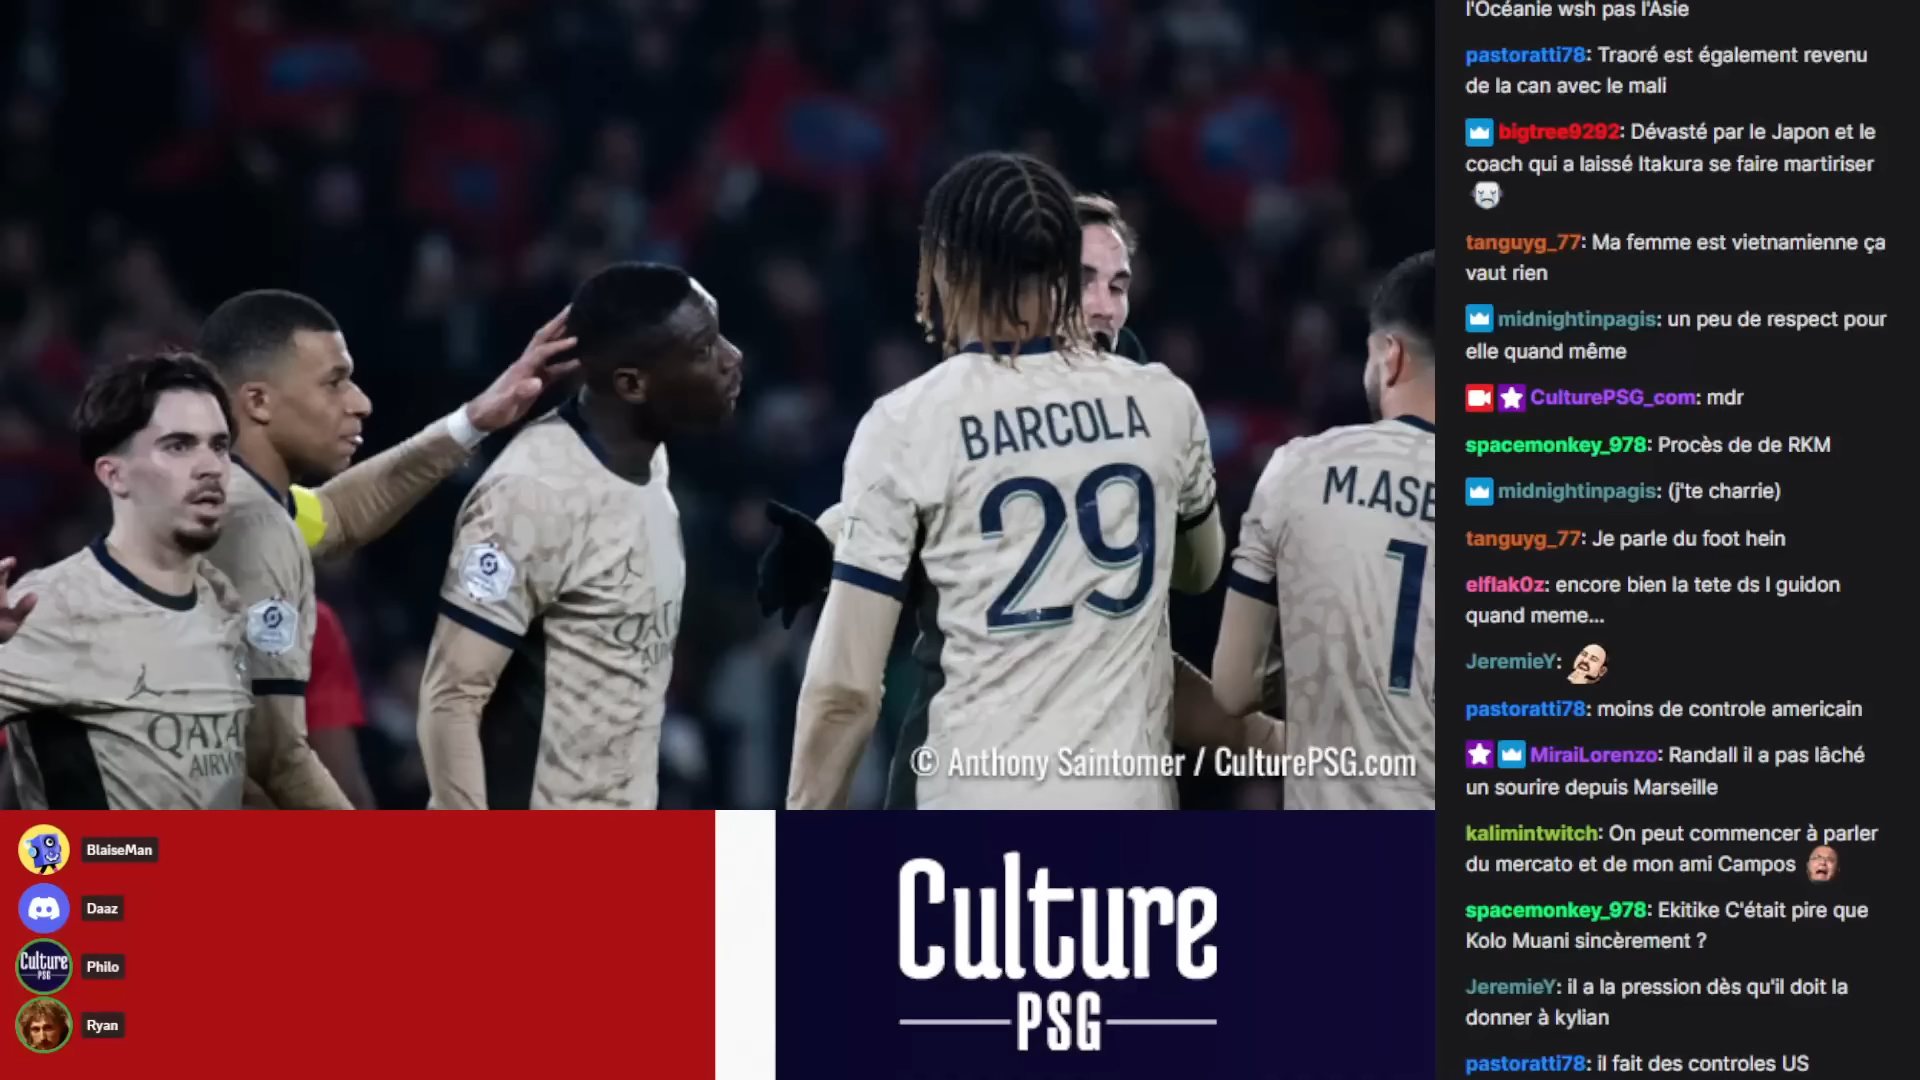 BARCOLA
29
M.ASE
1
QATA
AIRW
© Anthony Saintomer / CulturePSG.com
BlaiseMan
Daaz
Culture
PSG
Philo
Ryan
Culture
PSG
l'Océanie wsh pas l'Asie
pastoratti78: Traoré est également revenu
de la can avec le mali
bigtree9292: Dévasté par le Japon et le
coach qui a laissé Itakura se faire martiriser
tanguyg_77: Ma femme est vietnamienne ça
vaut rien
midnightinpagis: un peu de respect pour
elle quand même
CulturePSG_com: mdr
spacemonkey_978: Procès de de RKM
midnightinpagis: (j'te charrie)
tanguyg_77: Je parle du foot hein
elflak0z: encore bien la tete ds l guidon
quand meme...
JeremieY:
pastoratti78: moins de controle americain
MiraiLorenzo: Randall il a pas lâché
un sourire depuis Marseille
kalimintwitch: On peut commencer à parler
du mercato et de mon ami Campos
spacemonkey_978: Ekitike C'était pire que
Kolo Muani sincèrement ?
JeremieY: il a la pression dès qu'il doit la
donner à kylian
pastoratti78: il fait des controles US